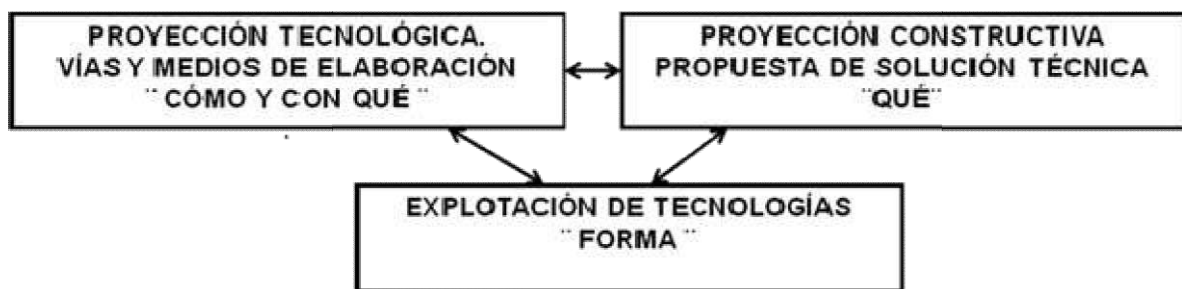 PROYECCIÓN TECNOLÓGICA.
VÍAS Y MEDIOS DE ELABORACIÓN
¨ CÓMO Y CON QUÉ ¨
PROYECCIÓN CONSTRUCTIVA
PROPUESTA DE SOLUCIÓN TÉCNICA
¨QUÉ¨
EXPLOTACIÓN DE TECNOLOGÍAS
¨ FORMA ¨